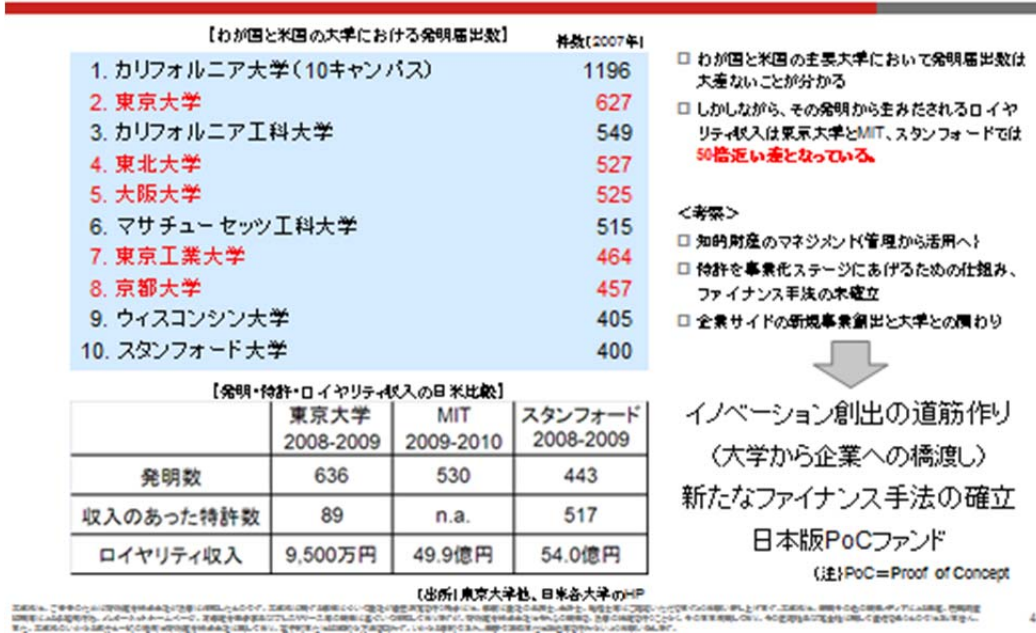 【わが国と米国の大学における発明届出数】
件数(2007年)
1. カリフォルニア大学(10キャンパス) 1196
2. 東京大学 627
3. カリフォルニア工科大学 549
4. 東北大学 527
5. 大阪大学 525
6. マサチューセッツ工科大学 515
7. 東京工業大学 464
8. 京都大学 457
9. ウィスコンシン大学 405
10. スタンフォード大学 400
【発明・特許・ロイヤリティ収入の日米比較】
東京大学 MIT スタンフォード
2008-2009 2009-2010 2008-2009
発明数 636 530 443
収入のあった特許数 89 n.a. 517
ロイヤリティ収入 9,500万円 49.9億円 54.0億円
(出所)東京大学他、日米各大学のHP
□ わが国と米国の主要大学において発明届出数は
大差ないことが分かる
□ しかしながら、その発明から生みだされるロイヤ
リティ収入は東京大学とMIT、スタンフォードでは
50倍近い差となっている。
<考察>
□ 知的財産のマネジメント(管理から活用へ)
□ 特許を事業化ステージにあげるための仕組み、
ファイナンス手法の未確立
□ 企業サイドの新規事業創出と大学との関わり
イノベーション創出の道筋作り
(大学から企業への橋渡し)
新たなファイナンス手法の確立
日本版PoCファンド
(注)PoC=Proof of Concept